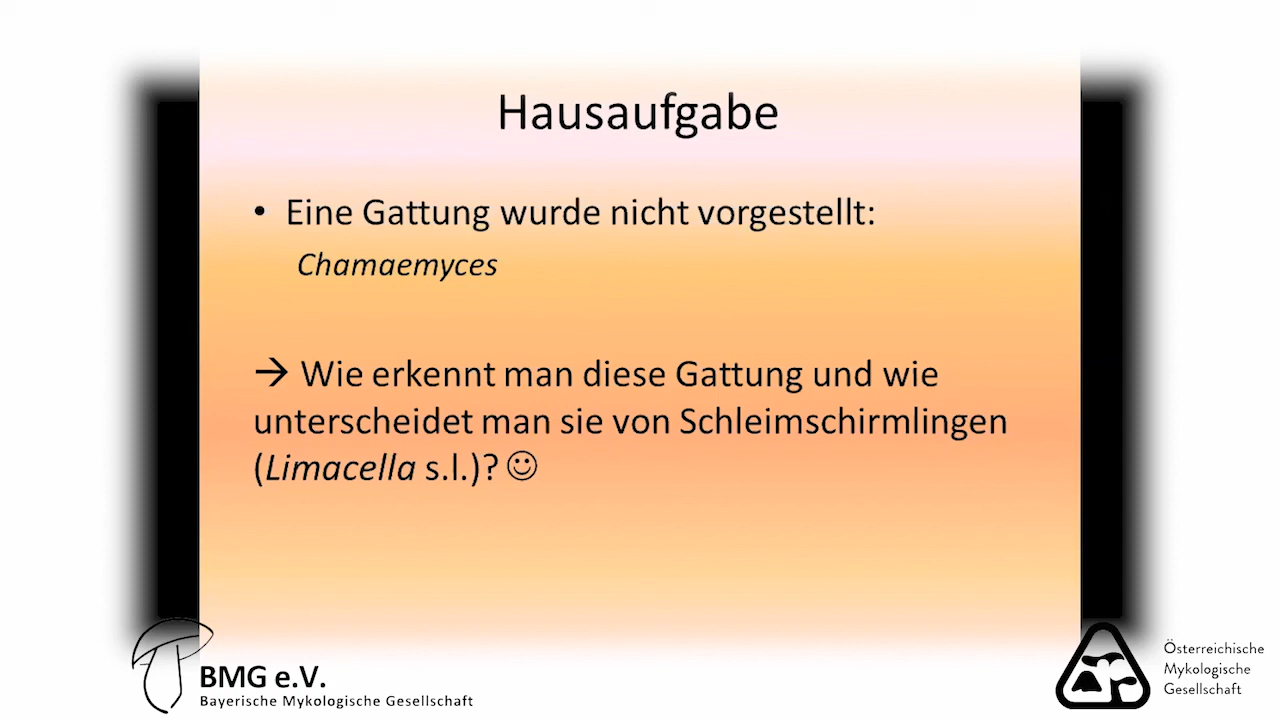 Hausaufgabe
• Eine Gattung wurde nicht vorgestellt:
Chamaemyces
→ Wie erkennt man diese Gattung und wie
unterscheidet man sie von Schleimschirmlingen
(Limacella s.l.)? ☺
BMG e.V.
Bayerische Mykologische Gesellschaft
Österreichische
Mykologische
Gesellschaft